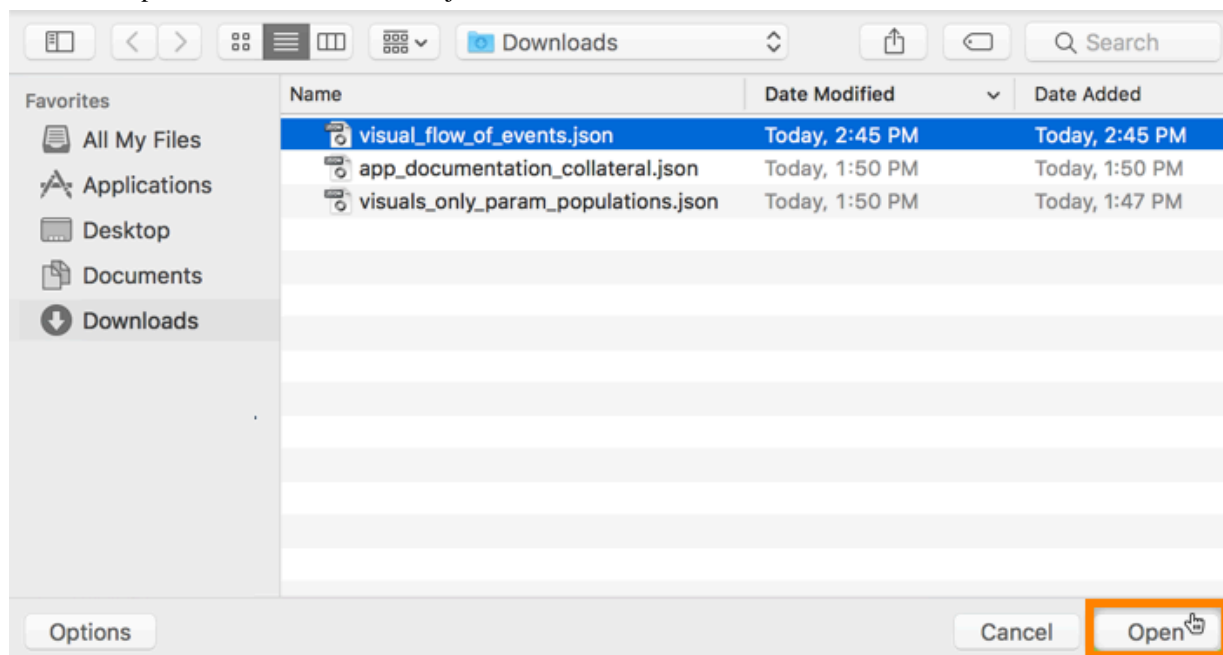 Downloads
Search
Favorites
Name Date Modified Date Added
All My Files
Applications
Desktop
Documents
Downloads
visual_flow_of_events.json Today, 2:45 PM Today, 2:45 PM
app_documentation_collateral.json Today, 1:50 PM Today, 1:50 PM
visuals_only_param_populations.json Today, 1:50 PM Today, 1:47 PM
Options
Cancel
Open